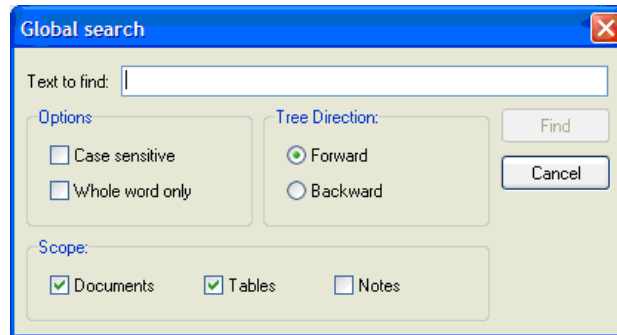 Global search
Text to find:
Options
Case sensitive
Whole word only
Tree Direction:
Forward
Backward
Find
Cancel
Scope:
Documents Tables Notes